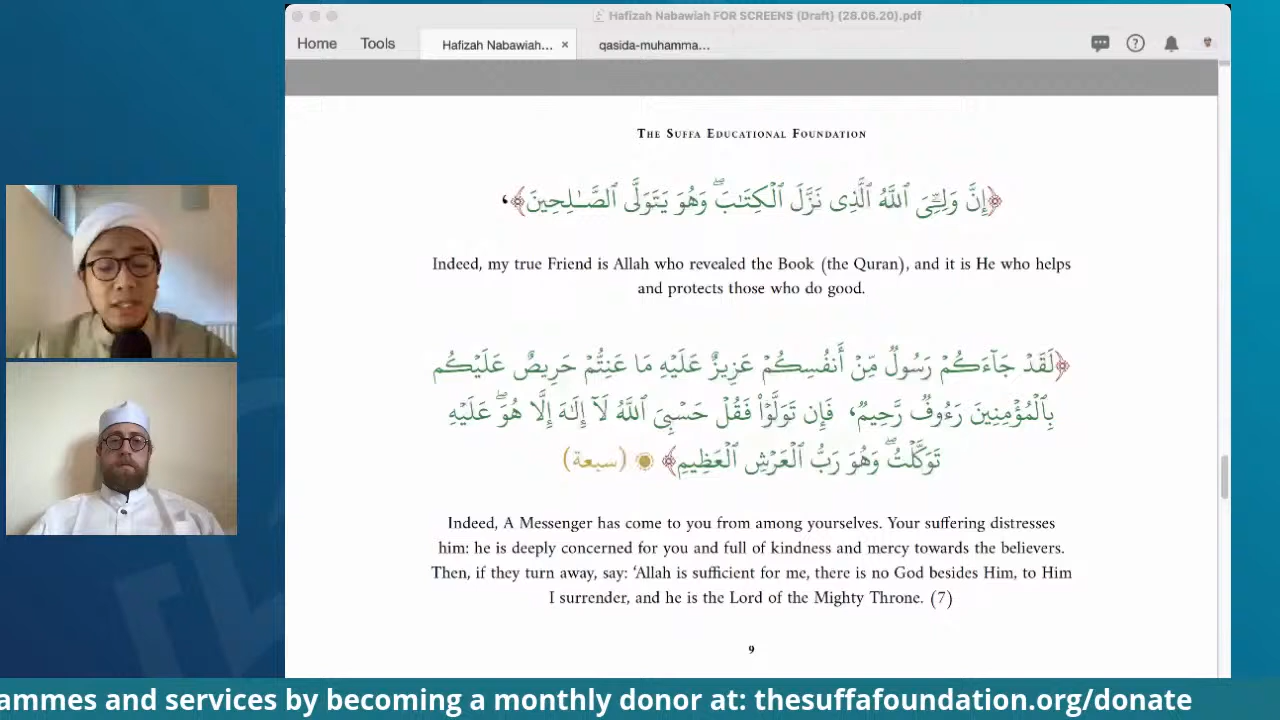 Hafizah Nabawiah FOR SCREENS (Draft) (28.06.20).pdf
Home Tools Hafizah Nabawiah... × qasida-muhamma...
THE SUFFA EDUCATIONAL FOUNDATION
﴿إِنَّ وَلِـِّۧىَ ٱللَّهُ ٱلَّذِى نَزَّلَ ٱلْكِتَـٰبَ ۖ وَهُوَ يَتَوَلَّى ٱلصَّـٰلِحِينَ﴾،
Indeed, my true Friend is Allah who revealed the Book (the Quran), and it is He who helps
and protects those who do good.
﴿لَقَدْ جَآءَكُمْ رَسُولٌ مِّنْ أَنفُسِكُمْ عَزِيزٌ عَلَيْهِ مَا عَنِتُّمْ حَرِيصٌ عَلَيْكُم
بِٱلْمُؤْمِنِينَ رَءُوفٌ رَّحِيمٌ، فَإِن تَوَلَّوْا۟ فَقُلْ حَسْبِىَ ٱللَّهُ لَآ إِلَـٰهَ إِلَّا هُوَ ۖ عَلَيْهِ
تَوَكَّلْتُ ۖ وَهُوَ رَبُّ ٱلْعَرْشِ ٱلْعَظِيمِ﴾ (سبعة)
Indeed, A Messenger has come to you from among yourselves. Your suffering distresses
him: he is deeply concerned for you and full of kindness and mercy towards the believers.
Then, if they turn away, say: ‘Allah is sufficient for me, there is no God besides Him, to Him
I surrender, and he is the Lord of the Mighty Throne. (7)
9
ammes and services by becoming a monthly donor at: thesuffafoundation.org/donate